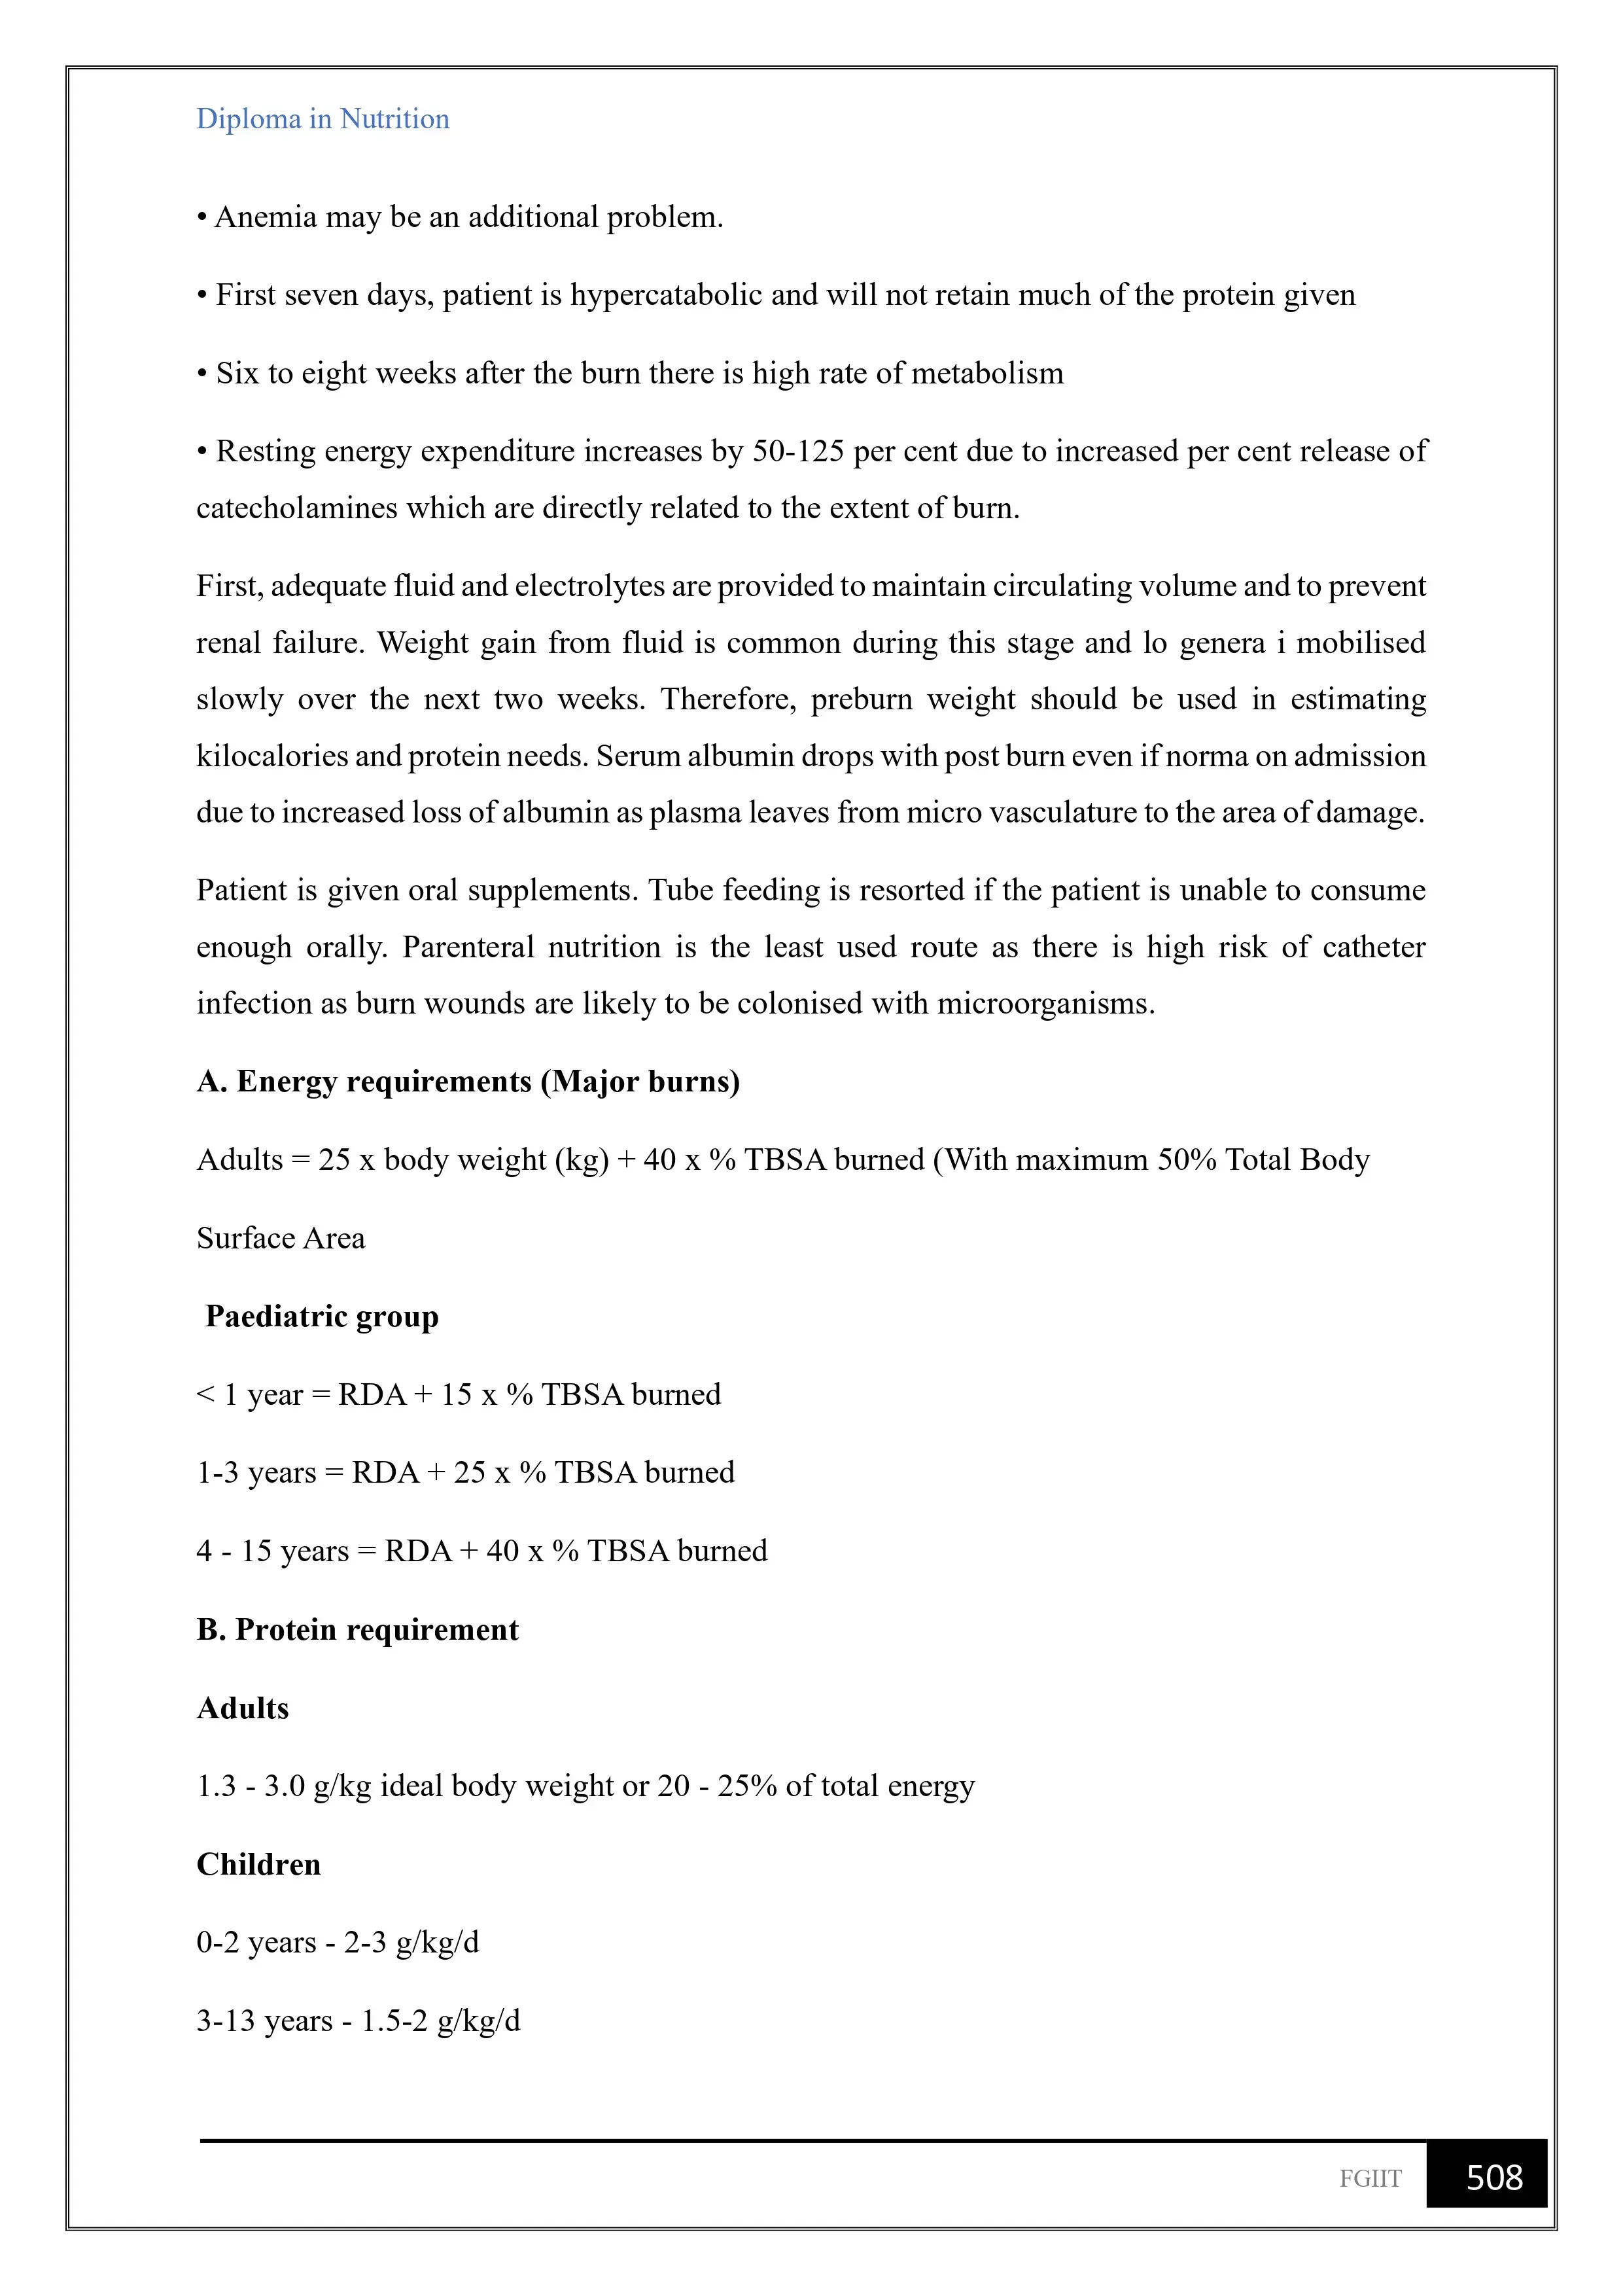 Diploma in Nutrition
• Anemia may be an additional problem.
• First seven days, patient is hypercatabolic and will not retain much of the protein given
• Six to eight weeks after the burn there is high rate of metabolism
• Resting energy expenditure increases by 50-125 per cent due to increased per cent release of
catecholamines which are directly related to the extent of burn.
First, adequate fluid and electrolytes are provided to maintain circulating volume and to prevent
renal failure. Weight gain from fluid is common during this stage and lo genera i mobilised
slowly over the next two weeks. Therefore, preburn weight should be used in estimating
kilocalories and protein needs. Serum albumin drops with post burn even if norma on admission
due to increased loss of albumin as plasma leaves from micro vasculature to the area of damage.
Patient is given oral supplements. Tube feeding is resorted if the patient is unable to consume
enough orally. Parenteral nutrition is the least used route as there is high risk of catheter
infection as burn wounds are likely to be colonised with microorganisms.
A. Energy requirements (Major burns)
Adults = 25 x body weight (kg) + 40 x % TBSA burned (With maximum 50% Total Body
Surface Area
Paediatric group
< 1 year = RDA + 15 x % TBSA burned
1-3 years = RDA + 25 x % TBSA burned
4 - 15 years = RDA + 40 x % TBSA burned
B. Protein requirement
Adults
1.3 - 3.0 g/kg ideal body weight or 20 - 25% of total energy
Children
0-2 years - 2-3 g/kg/d
3-13 years - 1.5-2 g/kg/d
FGIIT 508